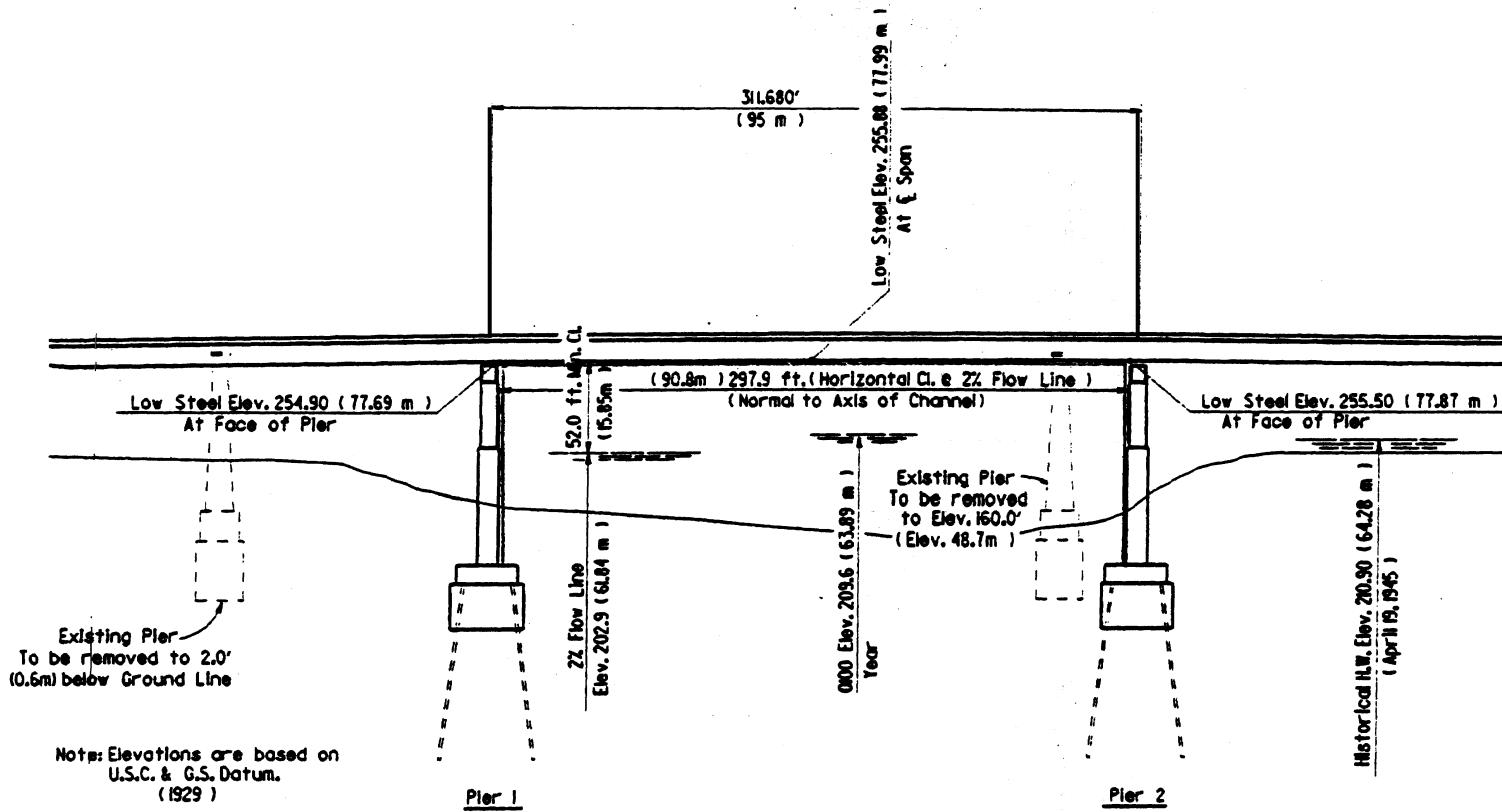 311.680'
( 95 m )
Low Steel Elev. 255.88 ( 77.99 m )
At ℄ Span
52.0 ft. Min. Cl.
(15.85m)
( 90.8m ) 297.9 ft. ( Horizontal Cl. @ 2% Flow Line )
( Normal to Axis of Channel)
Low Steel Elev. 254.90 ( 77.69 m )
At Face of Pier
Low Steel Elev. 255.50 ( 77.87 m )
At Face of Pier
Existing Pier
To be removed
to Elev. 160.0'
( Elev. 48.7m )
2% Flow Line
Elev. 202.9 ( 61.84 m )
Q100 Elev. 209.6 ( 63.89 m )
Year
Historical H.W. Elev. 210.90 ( 64.28 m )
( April 19, 1945 )
Existing Pier
To be removed to 2.0'
(0.6m) below Ground Line
Note: Elevations are based on
U.S.C. & G.S. Datum.
( 1929 )
Pier 1
Pier 2